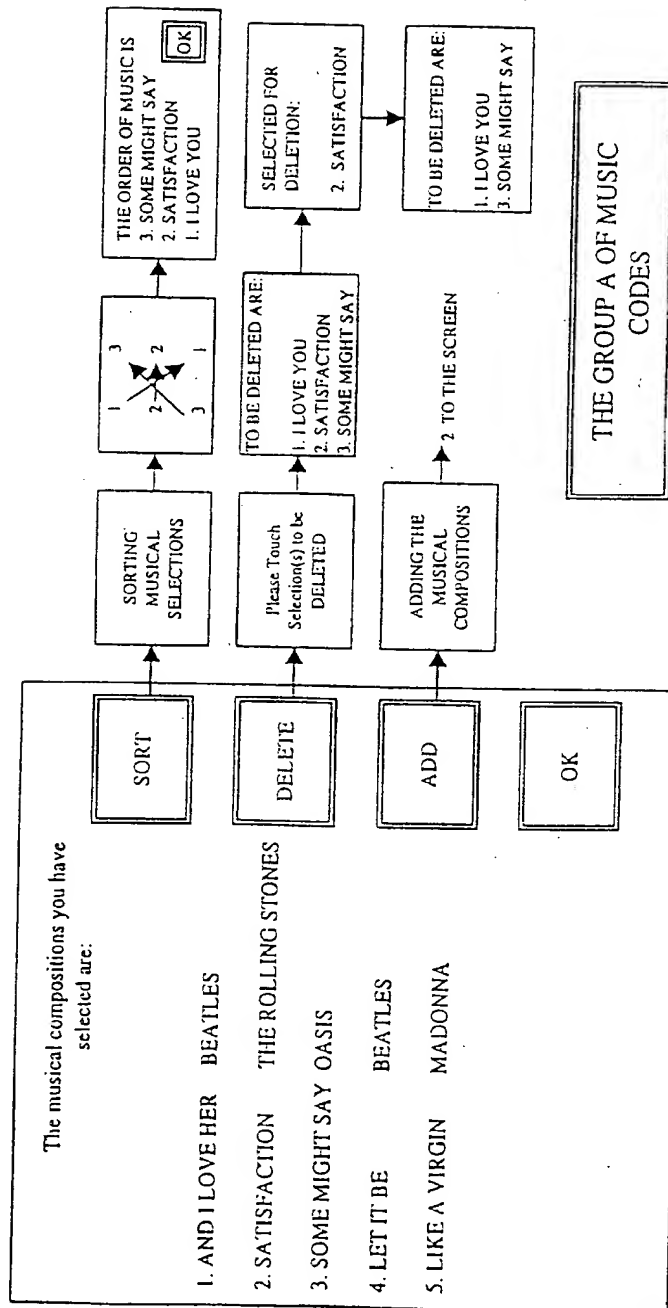 The musical compositions you have
selected are:
1. AND I LOVE HER BEATLES
2. SATISFACTION THE ROLLING STONES
3. SOME MIGHT SAY OASIS
4. LET IT BE BEATLES
5. LIKE A VIRGIN MADONNA
SORT
DELETE
ADD
OK
SORTING
MUSICAL
SELECTIONS
1 3
2 2
3 1
THE ORDER OF MUSIC IS
3. SOME MIGHT SAY
2. SATISFACTION
1. I LOVE YOU
OK
Please Touch
Selection(s) to be
DELETED
TO BE DELETED ARE:
1. I LOVE YOU
2. SATISFACTION
3. SOME MIGHT SAY
SELECTED FOR
DELETION:
2. SATISFACTION
TO BE DELETED ARE:
1. I LOVE YOU
3. SOME MIGHT SAY
ADDING THE
MUSICAL
COMPOSITIONS
2 TO THE SCREEN
THE GROUP A OF MUSIC
CODES